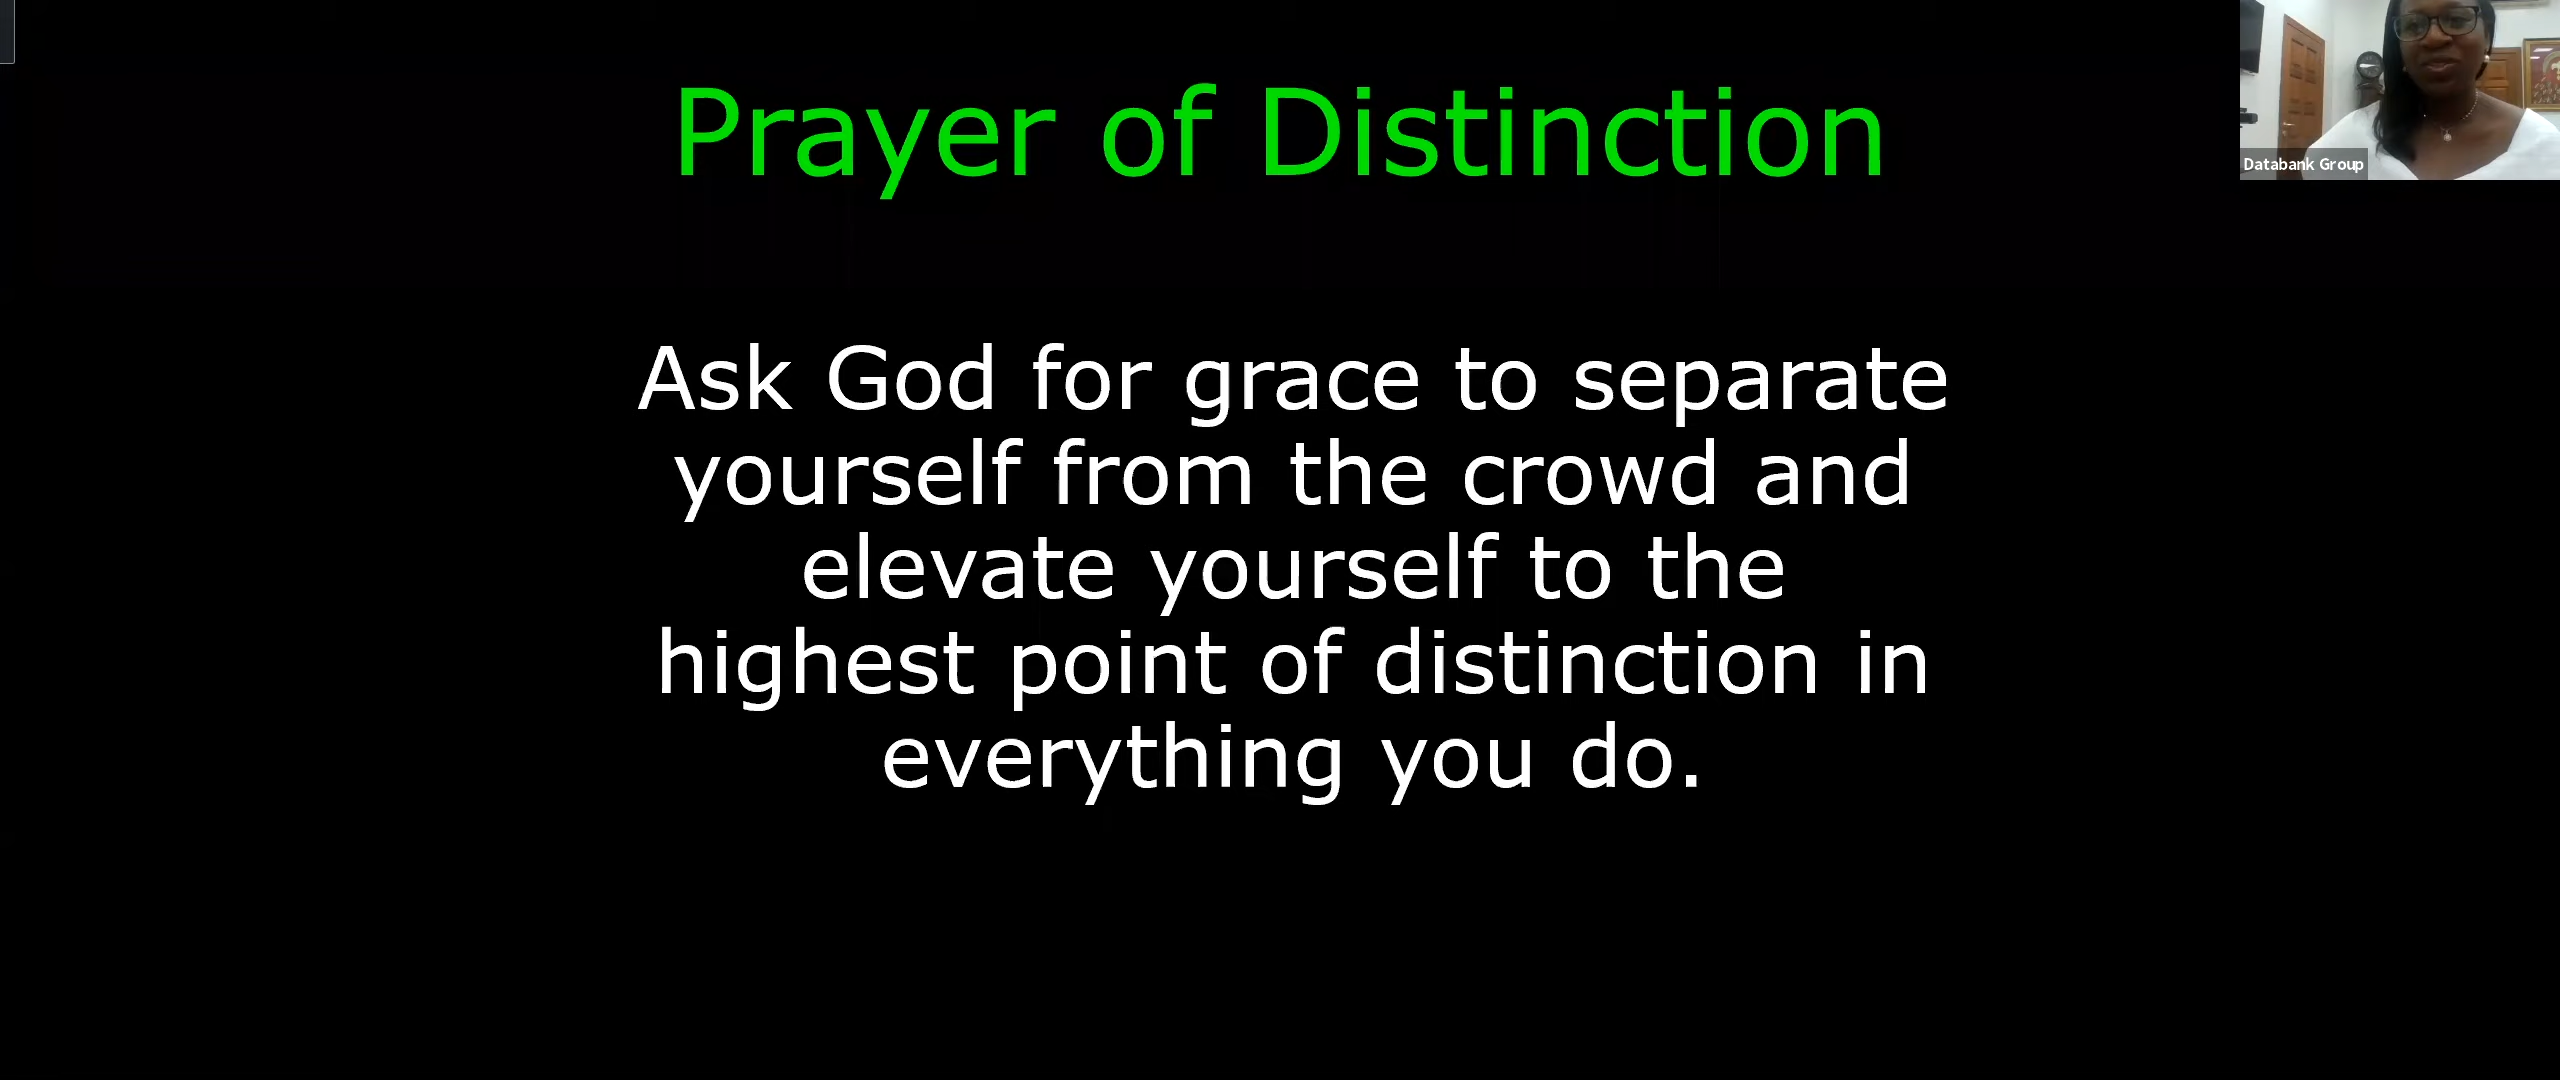 Prayer of Distinction
Databank Group
Ask God for grace to separate
yourself from the crowd and
elevate yourself to the
highest point of distinction in
everything you do.